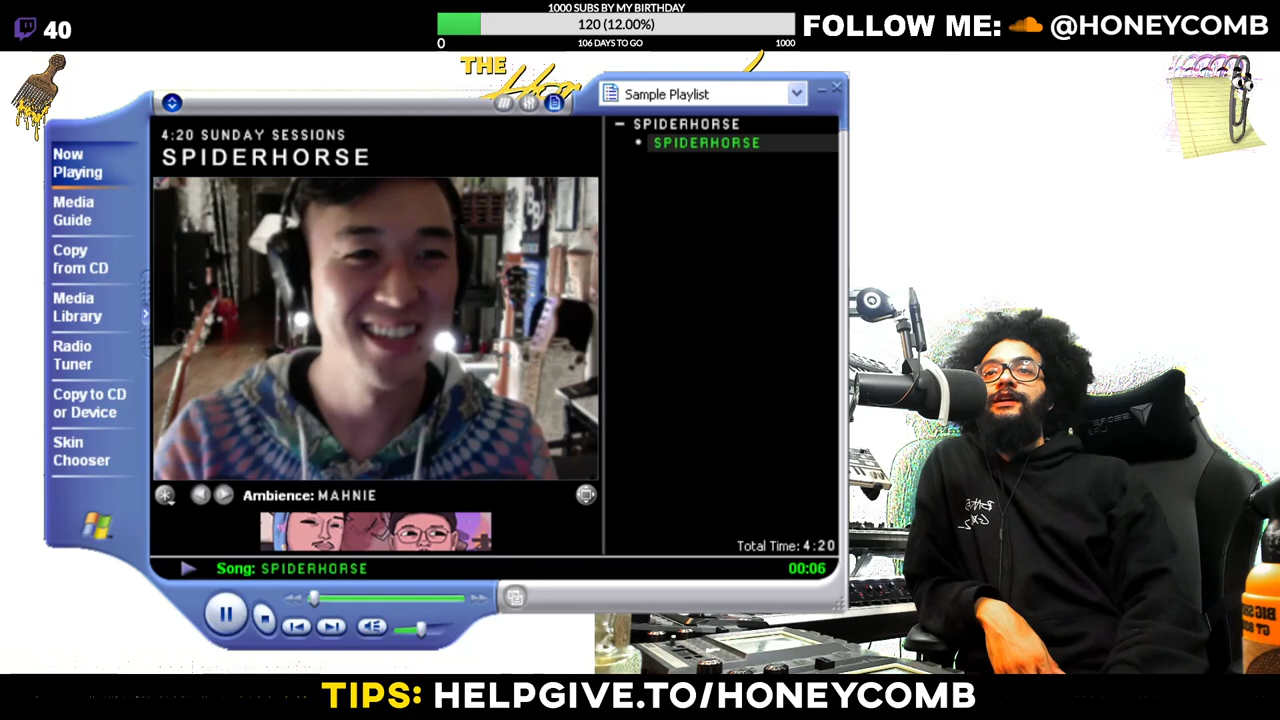 40
1000 SUBS BY MY BIRTHDAY
120 (12.00%)
0
106 DAYS TO GO
1000
FOLLOW ME: @HONEYCOMB
THE
Sample Playlist
4:20 SUNDAY SESSIONS
SPIDERHORSE
SPIDERHORSE
SPIDERHORSE
Now
Playing
Media
Guide
Copy
from CD
Media
Library
Radio
Tuner
Copy to CD
or Device
Skin
Chooser
Ambience: MAHNIE
Total Time: 4:20
Song: SPIDERHORSE
00:06
TIPS: HELPGIVE.TO/HONEYCOMB